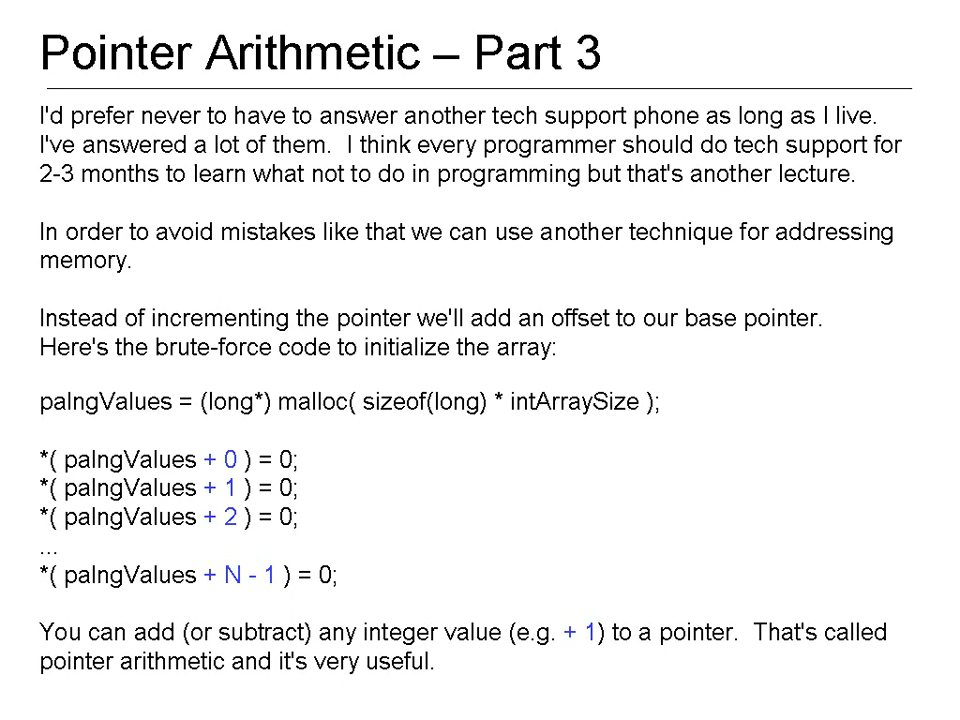 Pointer Arithmetic – Part 3
I'd prefer never to have to answer another tech support phone as long as I live.
I've answered a lot of them.  I think every programmer should do tech support for
2-3 months to learn what not to do in programming but that's another lecture.
In order to avoid mistakes like that we can use another technique for addressing
memory.
Instead of incrementing the pointer we'll add an offset to our base pointer.
Here's the brute-force code to initialize the array:
palngValues = (long*) malloc( sizeof(long) * intArraySize );
*( palngValues + 0 ) = 0;
*( palngValues + 1 ) = 0;
*( palngValues + 2 ) = 0;
...
*( palngValues + N - 1 ) = 0;
You can add (or subtract) any integer value (e.g. + 1) to a pointer.  That's called
pointer arithmetic and it's very useful.